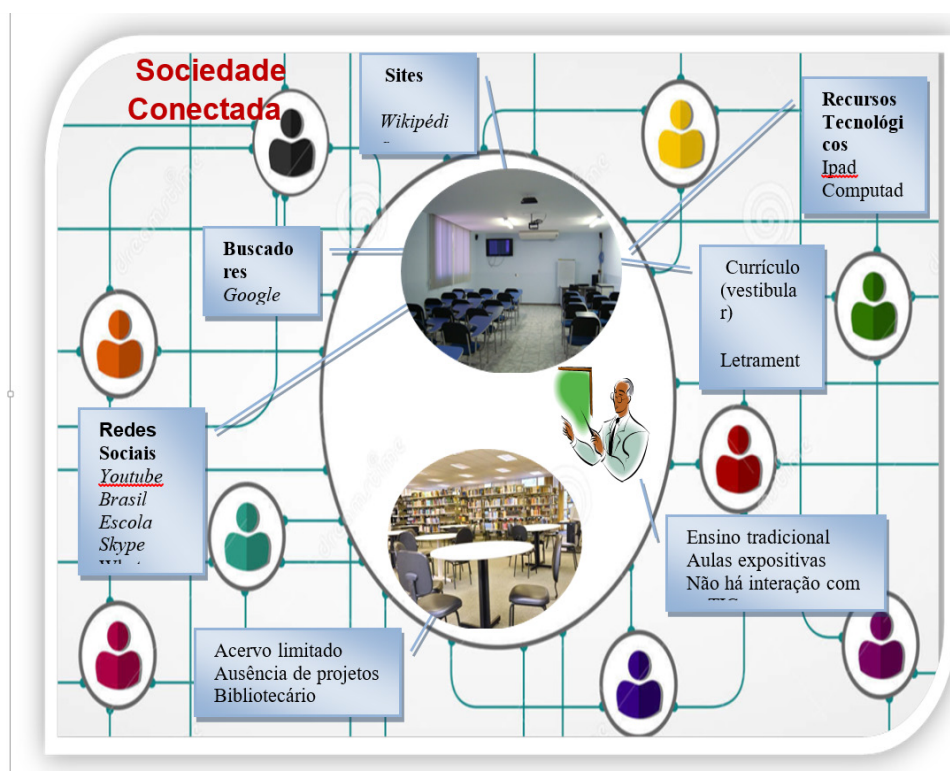 Sociedade
Conectada
Sites
Wikipédi
Recursos
Tecnológi
cos
Ipad
Computad
Buscado
res
Google
Currículo
(vestibula
r)
Letrament
Redes
Sociais
Youtube
Brasil
Escola
Skype
Ensino tradicional
Aulas expositivas
Não há interação com
Acervo limitado
Ausência de projetos
Bibliotecário